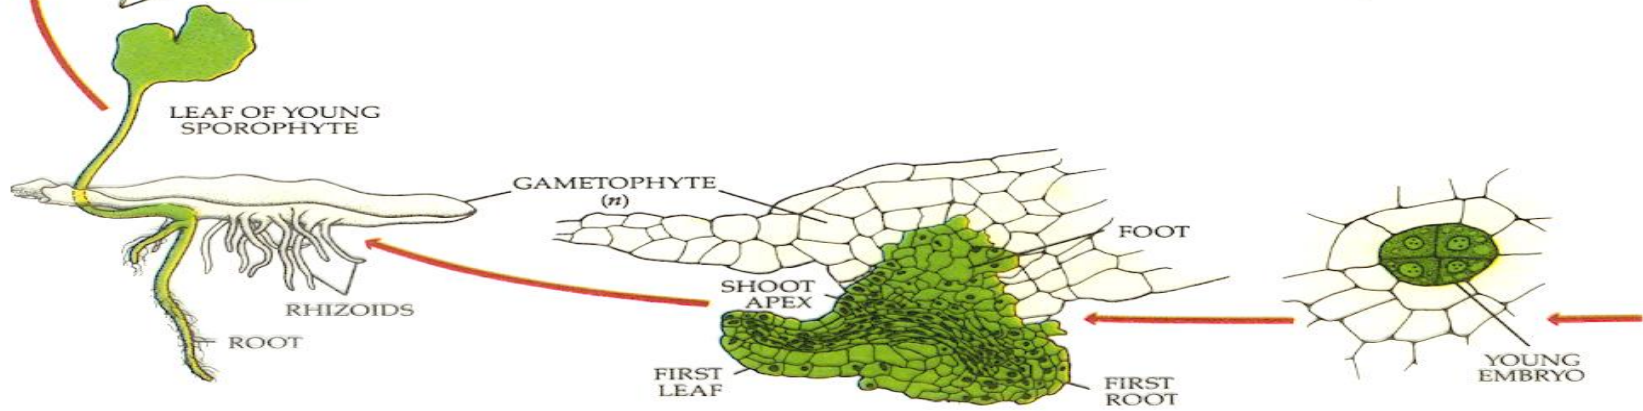 LEAF OF YOUNG
SPOROPHYTE
GAMETOPHYTE
(n)
FOOT
SHOOT
APEX
RHIZOIDS
ROOT
FIRST
LEAF
FIRST
ROOT
YOUNG
EMBRYO